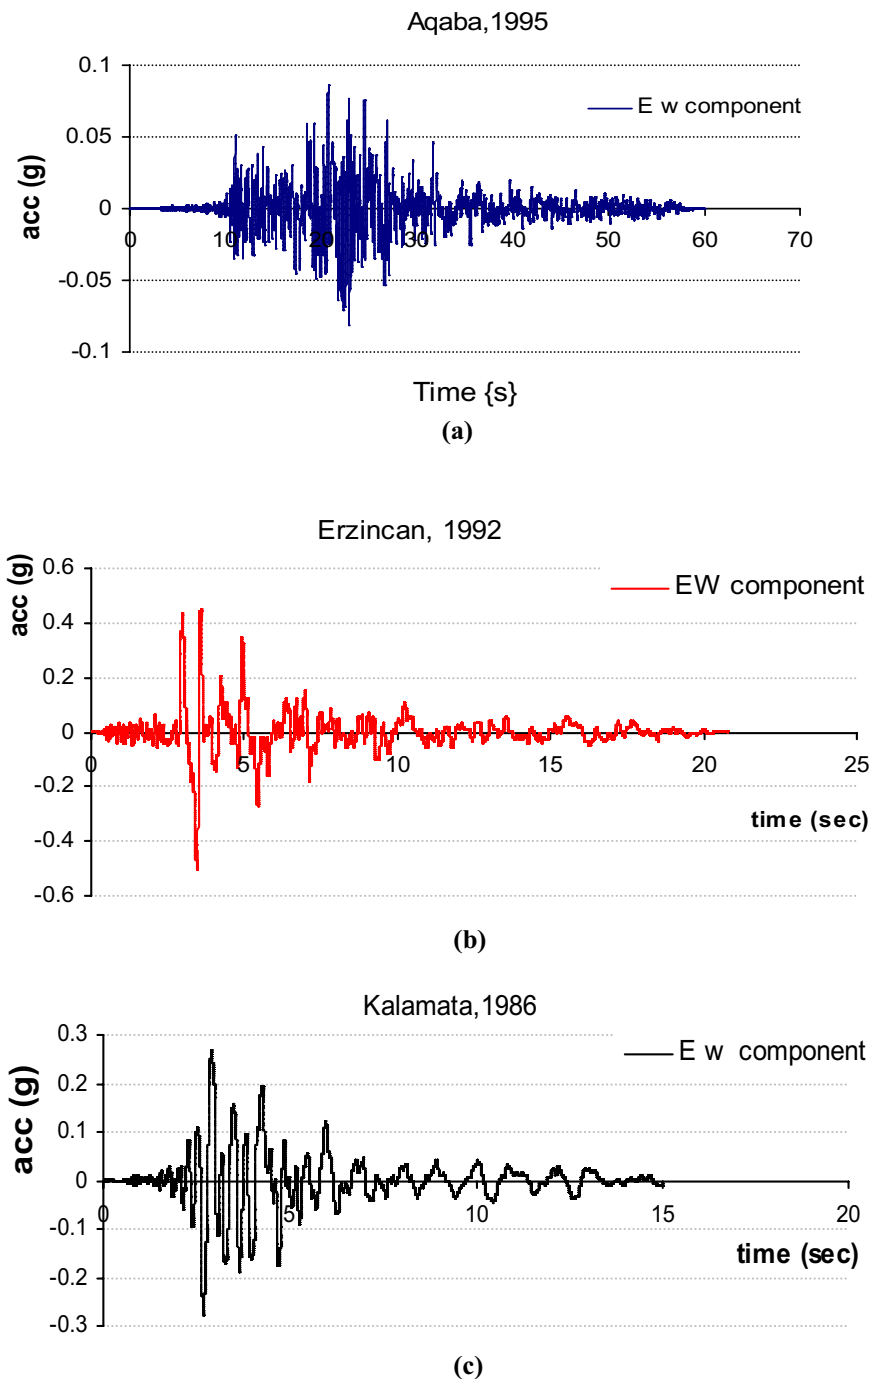 Aqaba,1995
0.1
E w component
0.05
acc (g)
0
0 10 20 30 40 50 60 70
-0.05
-0.1
Time {s}
(a)
Erzincan, 1992
0.6
EW component
acc (g)
0.4
0.2
0
0 5 10 15 20 25
-0.2
time (sec)
-0.4
-0.6
(b)
Kalamata,1986
0.3
E w component
acc (g)
0.2
0.1
0
0 5 10 15 20
-0.1
time (sec)
-0.2
-0.3
(c)